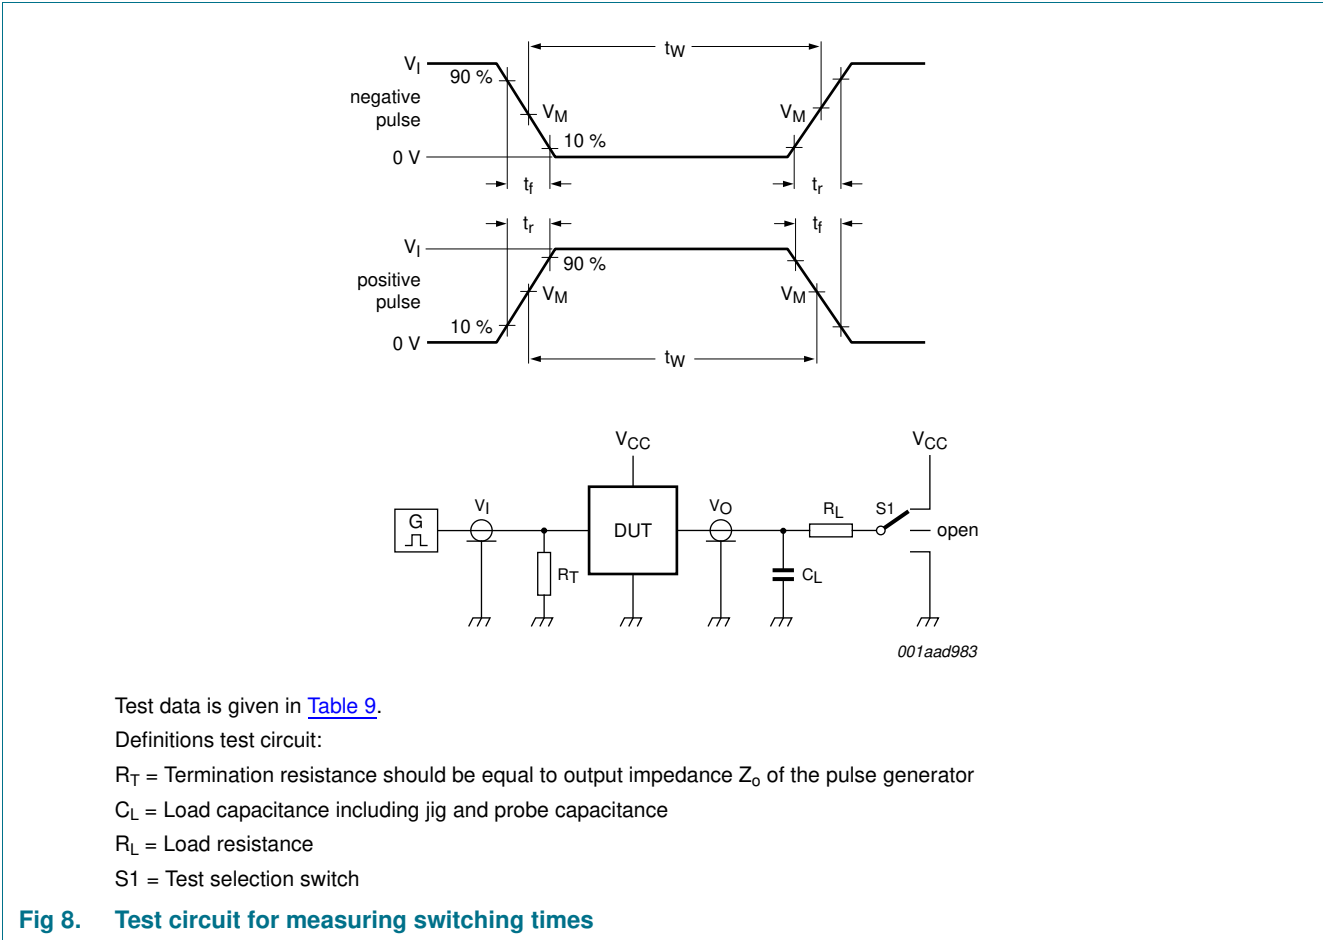 tW
VI
90 %
negative
pulse
VM
VM
10 %
0 V
tf
tr
tr
tf
VI
90 %
positive
pulse
VM
VM
10 %
0 V
tW
VCC
VCC
G
VI
DUT
VO
RL
S1
open
RT
CL
001aad983
Test data is given in Table 9.
Definitions test circuit:
RT = Termination resistance should be equal to output impedance Zo of the pulse generator
CL = Load capacitance including jig and probe capacitance
RL = Load resistance
S1 = Test selection switch
Fig 8. Test circuit for measuring switching times